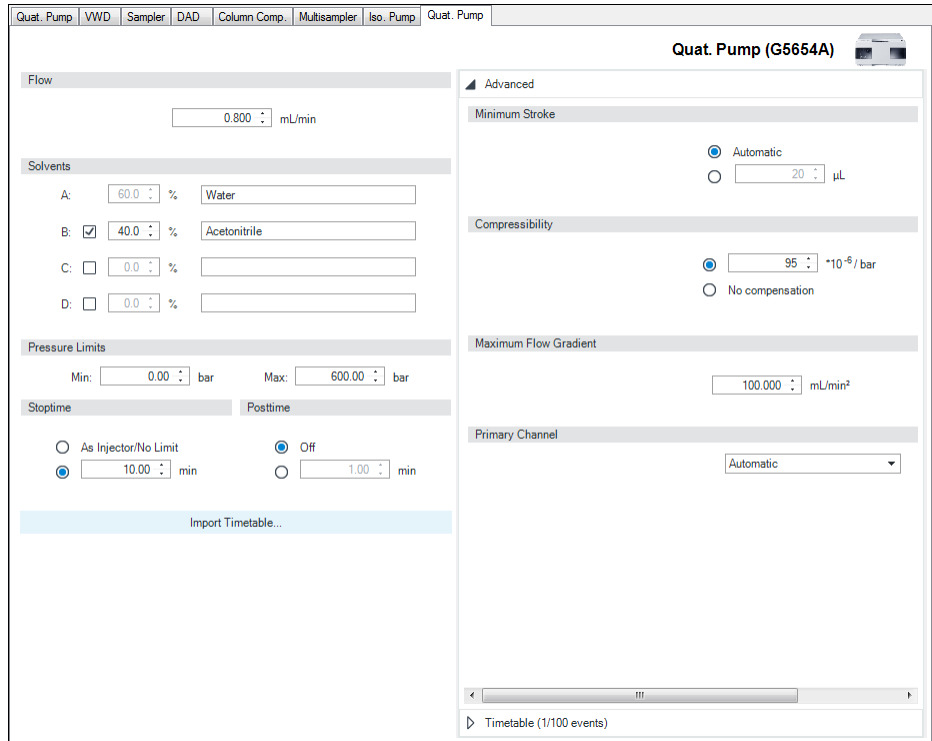 Quat. Pump VWD Sampler DAD Column Comp. Multisampler Iso. Pump Quat. Pump
Quat. Pump (G5654A)
Flow
0.800 mL/min
Solvents
A: 60.0 % Water
B: 40.0 % Acetonitrile
C: 0.0 %
D: 0.0 %
Pressure Limits
Min: 0.00 bar Max: 600.00 bar
Stoptime Posttime
As Injector/No Limit Off
10.00 min 1.00 min
Import Timetable...
Advanced
Minimum Stroke
Automatic
20 µL
Compressibility
95 *10⁻⁶ / bar
No compensation
Maximum Flow Gradient
100.000 mL/min²
Primary Channel
Automatic
Timetable (1/100 events)